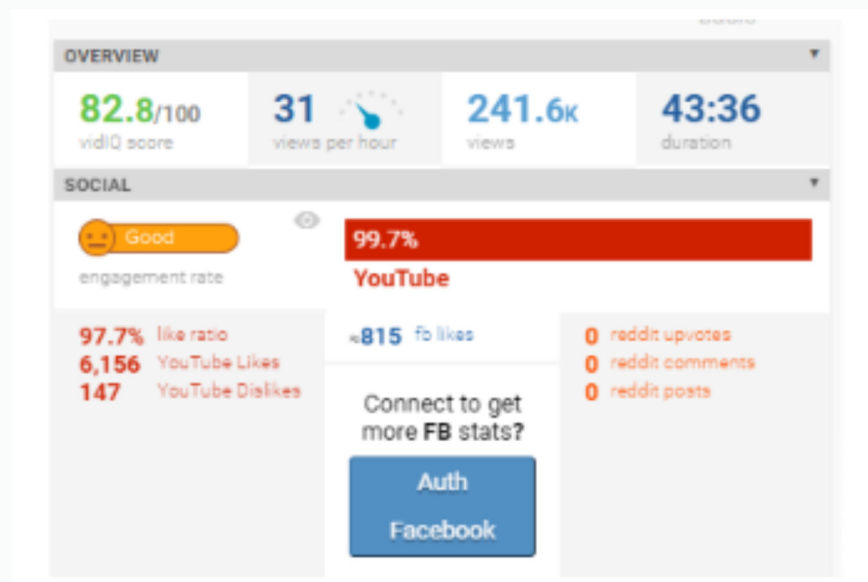 OVERVIEW
82.8/100 31 241.6K 43:36
vidIQ score views per hour views duration
SOCIAL
Good 99.7%
engagement rate YouTube
97.7% like ratio
6,156 YouTube Likes
147 YouTube Dislikes
≈815 fb likes
Connect to get
more FB stats?
Auth
Facebook
0 reddit upvotes
0 reddit comments
0 reddit posts